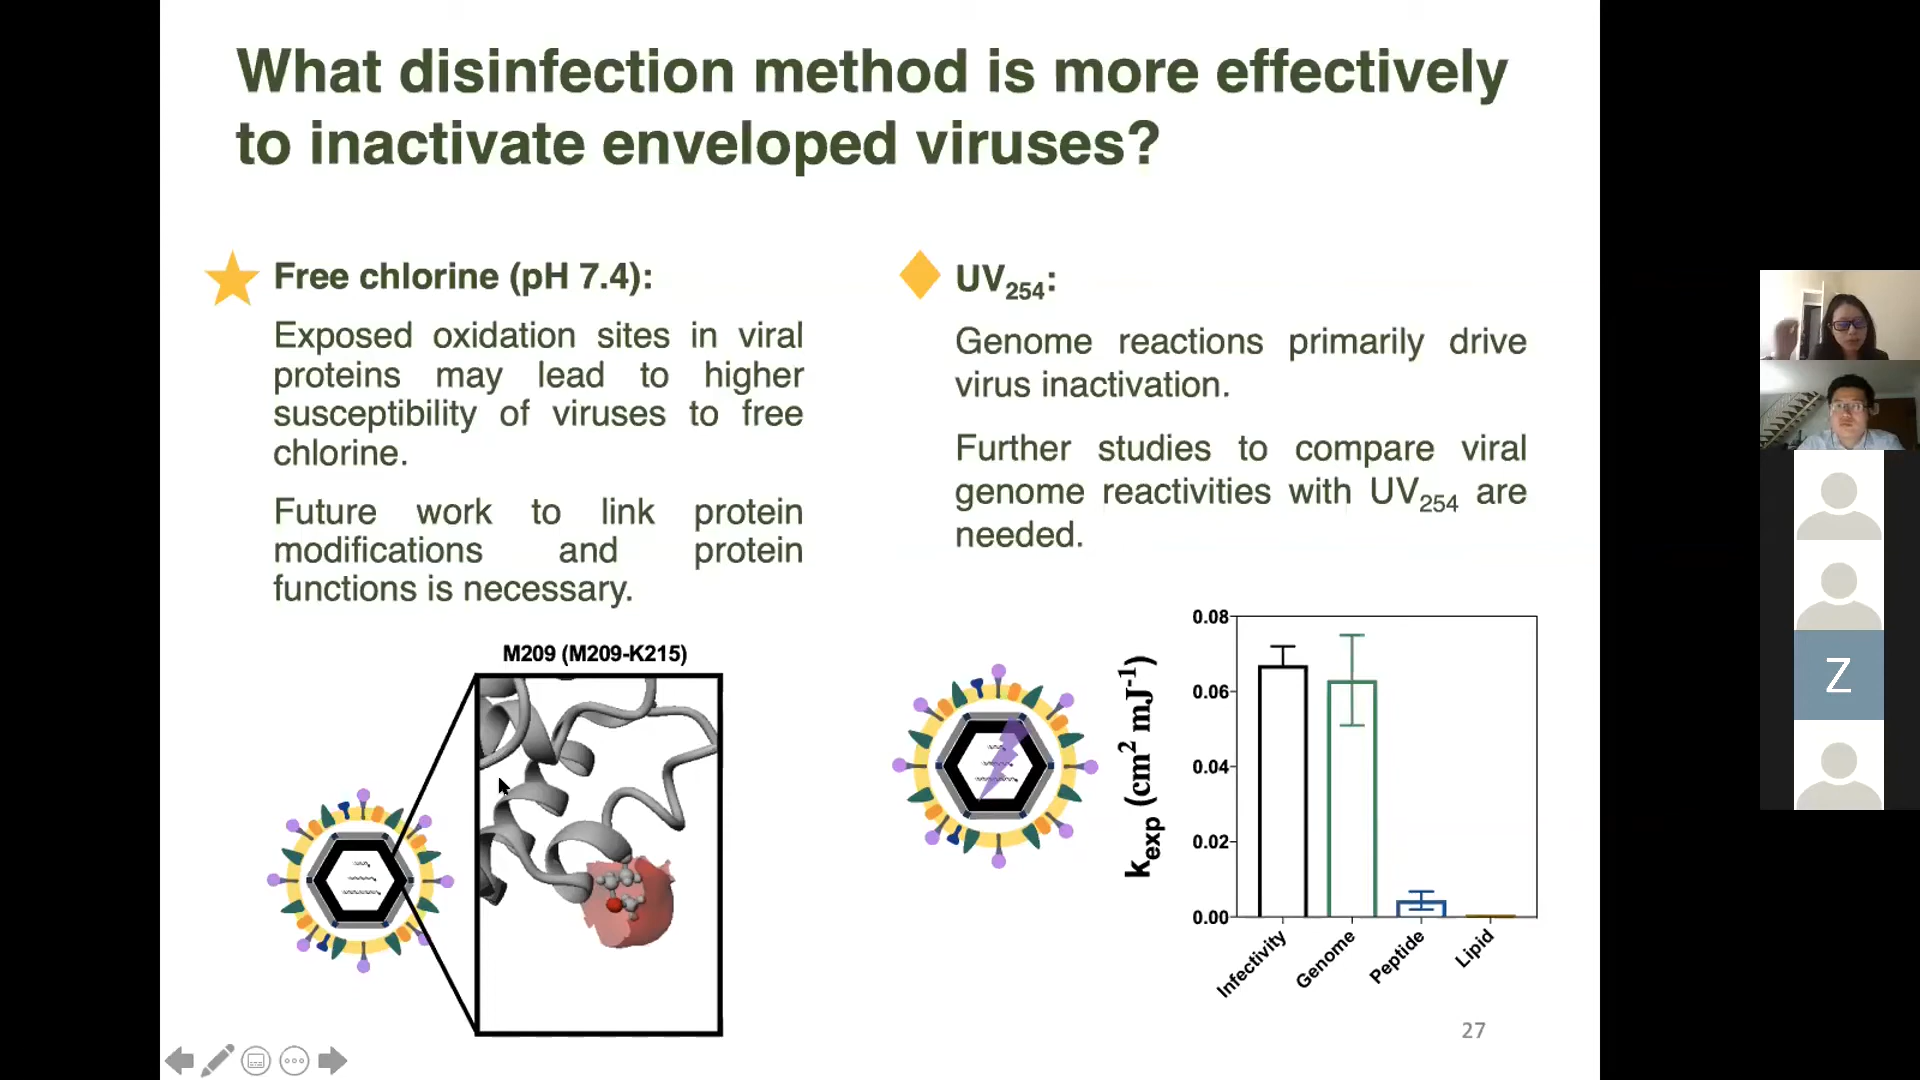 What disinfection method is more effectively
to inactivate enveloped viruses?
Free chlorine (pH 7.4):
Exposed oxidation sites in viral
proteins may lead to higher
susceptibility of viruses to free
chlorine.
Future work to link protein
modifications and protein
functions is necessary.
M209 (M209-K215)
UV254:
Genome reactions primarily drive
virus inactivation.
Further studies to compare viral
genome reactivities with UV254 are
needed.
kexp (cm2 mJ-1)
0.08
0.06
0.04
0.02
0.00
Infectivity
Genome
Peptide
Lipid
27
Z